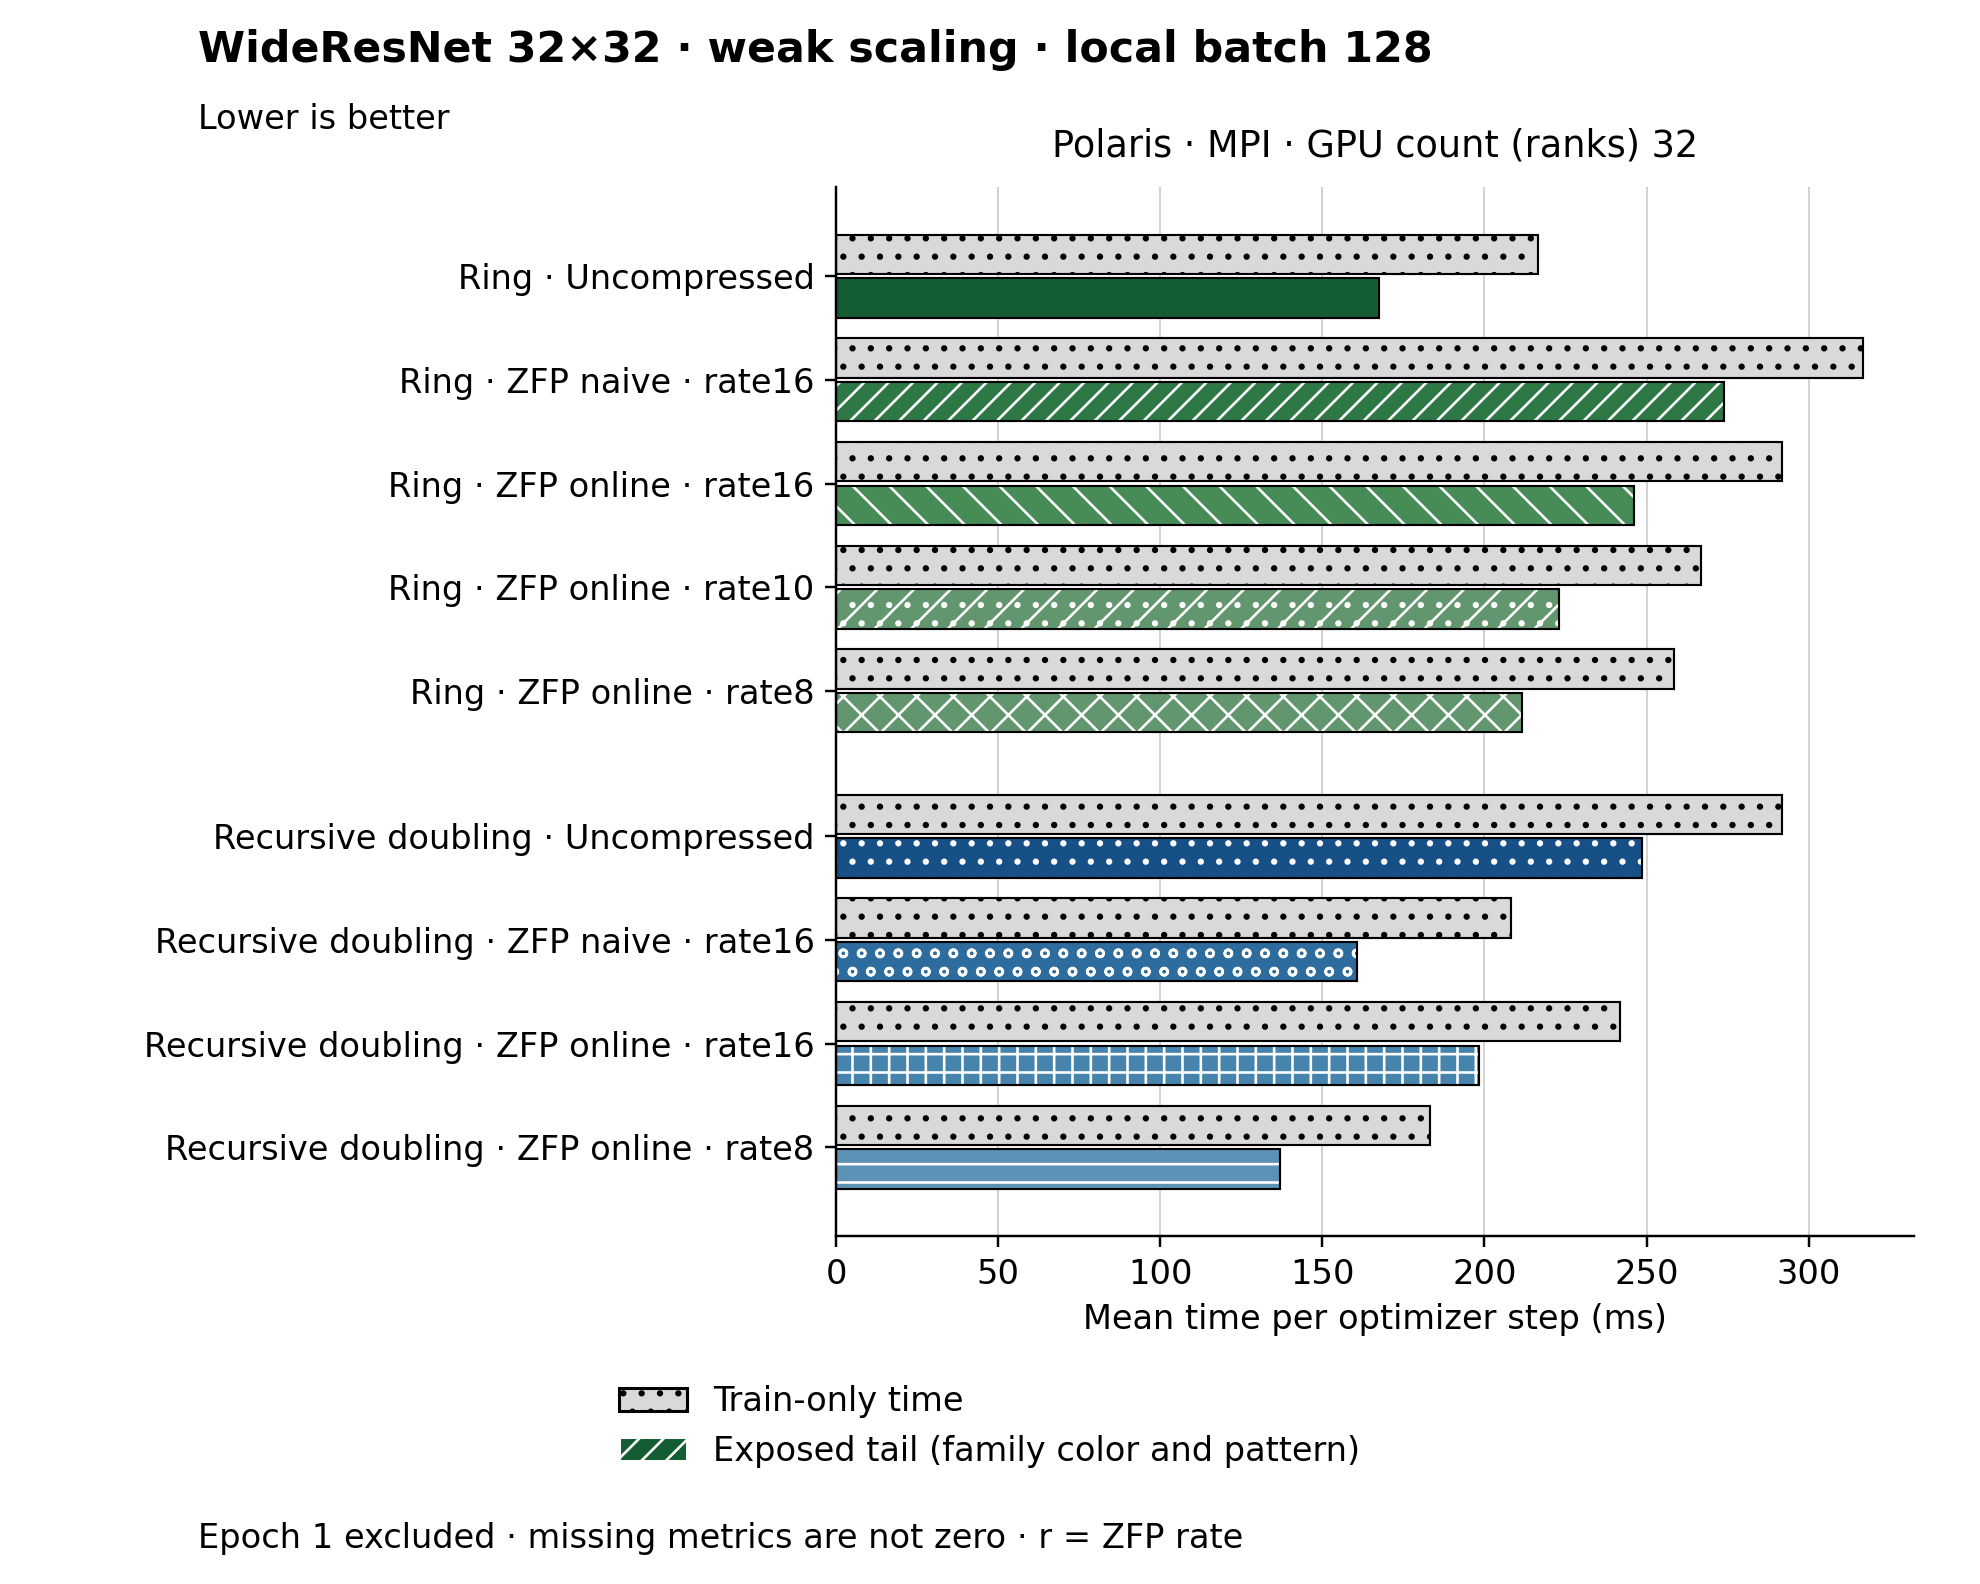 WideResNet 32×32 · weak scaling · local batch 128
Lower is better
Polaris · MPI · GPU count (ranks) 32
Ring · Uncompressed
Ring · ZFP naive · rate16
Ring · ZFP online · rate16
Ring · ZFP online · rate10
Ring · ZFP online · rate8
Recursive doubling · Uncompressed
Recursive doubling · ZFP naive · rate16
Recursive doubling · ZFP online · rate16
Recursive doubling · ZFP online · rate8
0 50 100 150 200 250 300
Mean time per optimizer step (ms)
Train-only time
Exposed tail (family color and pattern)
Epoch 1 excluded · missing metrics are not zero · r = ZFP rate